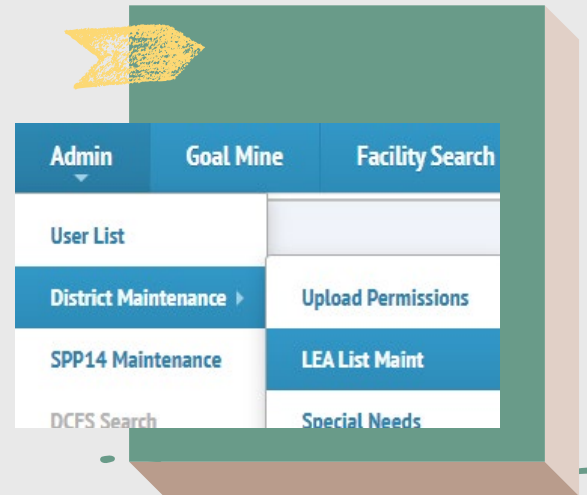 Admin Goal Mine Facility Search
User List
District Maintenance Upload Permissions
SPP14 Maintenance LEA List Maint
DCFS Search Special Needs